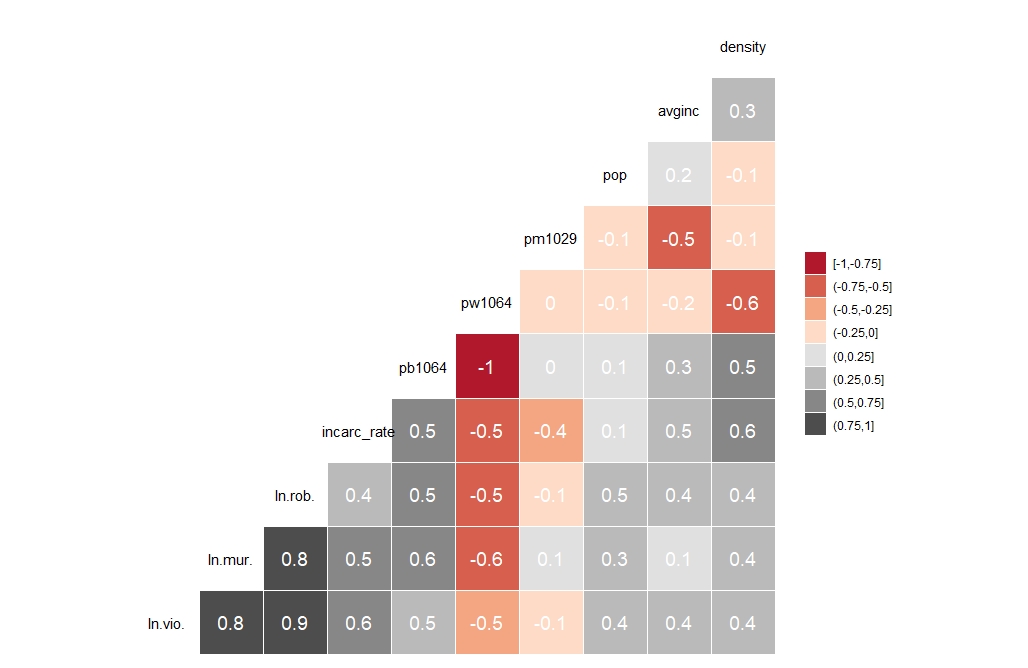 density
avginc 0.3
pop 0.2 -0.1
pm1029 -0.1 -0.5 -0.1
pw1064 0 -0.1 -0.2 -0.6
pb1064 -1 0 0.1 0.3 0.5
incarc_rate 0.5 -0.5 -0.4 0.1 0.5 0.6
ln.rob. 0.4 0.5 -0.5 -0.1 0.5 0.4 0.4
ln.mur. 0.8 0.5 0.6 -0.6 0.1 0.3 0.1 0.4
ln.vio. 0.8 0.9 0.6 0.5 -0.5 -0.1 0.4 0.4 0.4
[-1,-0.75]
(-0.75,-0.5]
(-0.5,-0.25]
(-0.25,0]
(0,0.25]
(0.25,0.5]
(0.5,0.75]
(0.75,1]